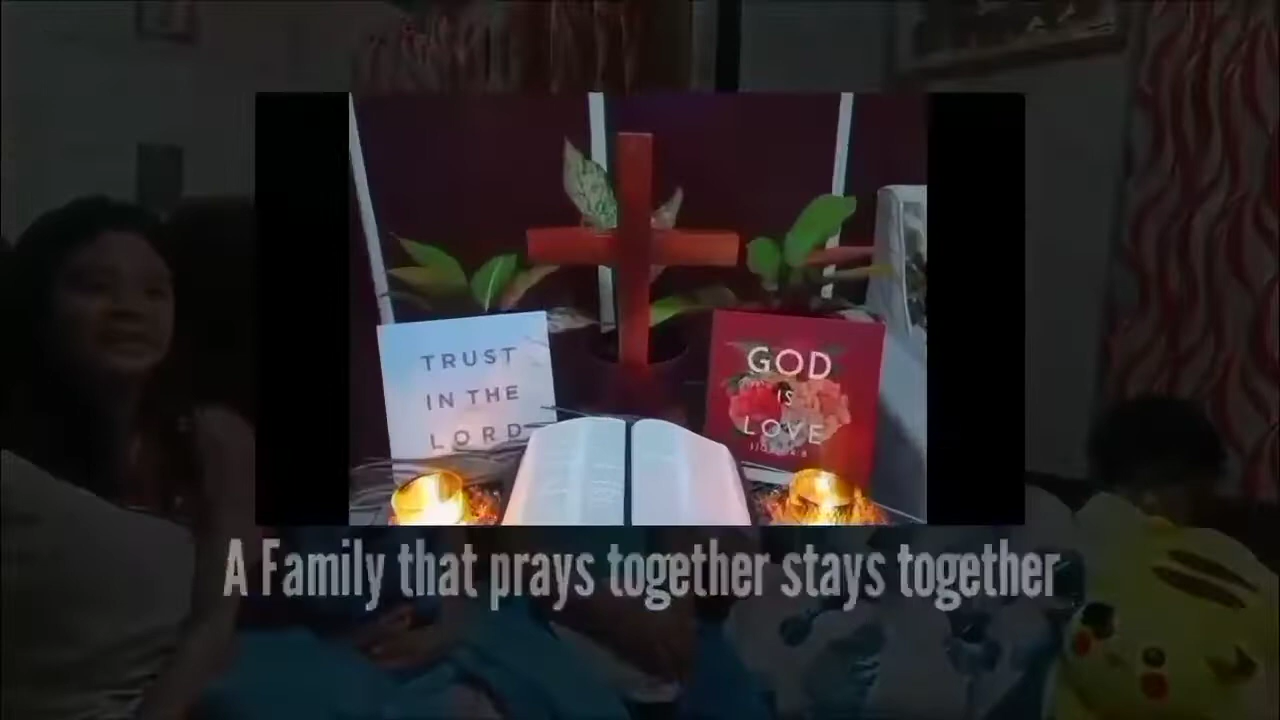 TRUST
IN THE
LORD
GOD
IS
LOVE
A Family that prays together stays together